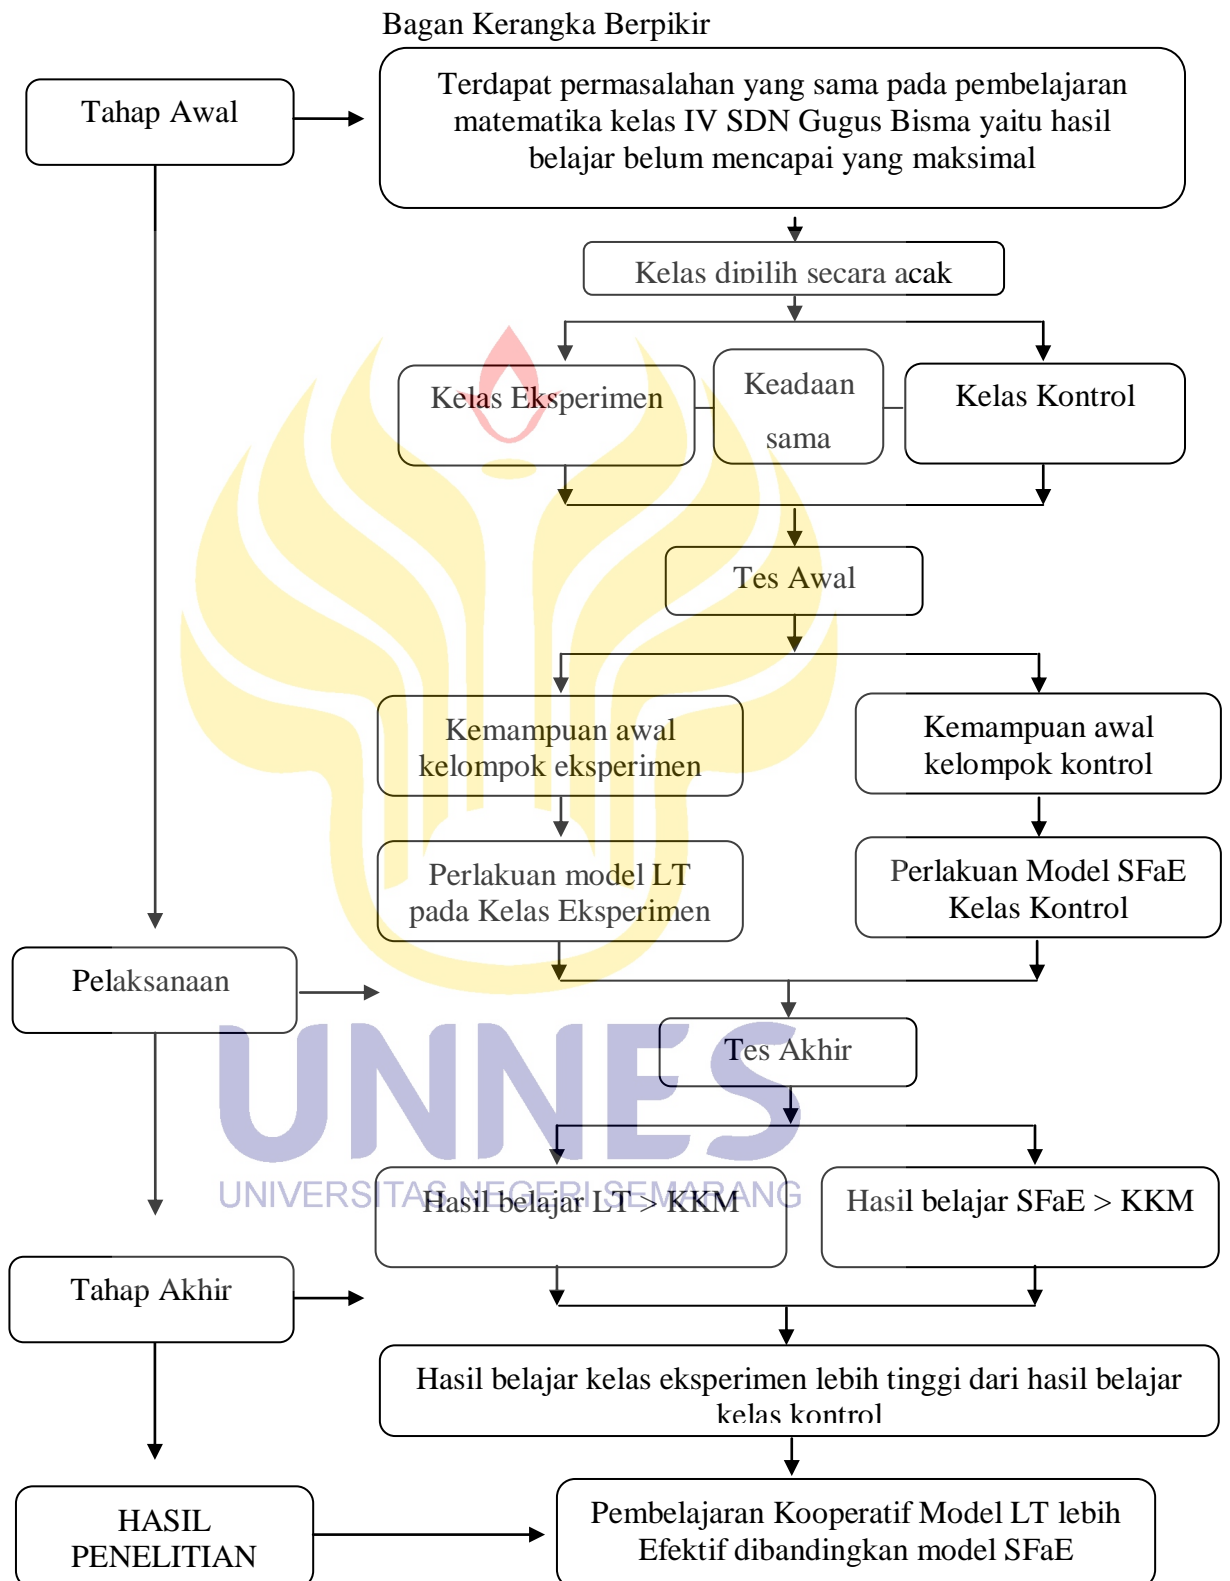 Bagan Kerangka Berpikir
Tahap Awal
Terdapat permasalahan yang sama pada pembelajaran
matematika kelas IV SDN Gugus Bisma yaitu hasil
belajar belum mencapai yang maksimal
Kelas dipilih secara acak
Kelas Eksperimen
Keadaan
sama
Kelas Kontrol
Tes Awal
Kemampuan awal
kelompok eksperimen
Kemampuan awal
kelompok kontrol
Perlakuan model LT
pada Kelas Eksperimen
Perlakuan Model SFaE
Kelas Kontrol
Pelaksanaan
Tes Akhir
UNNES
UNIVERSITAS NEGERI SEMARANG
Hasil belajar LT > KKM
Hasil belajar SFaE > KKM
Tahap Akhir
Hasil belajar kelas eksperimen lebih tinggi dari hasil belajar
kelas kontrol
HASIL
PENELITIAN
Pembelajaran Kooperatif Model LT lebih
Efektif dibandingkan model SFaE